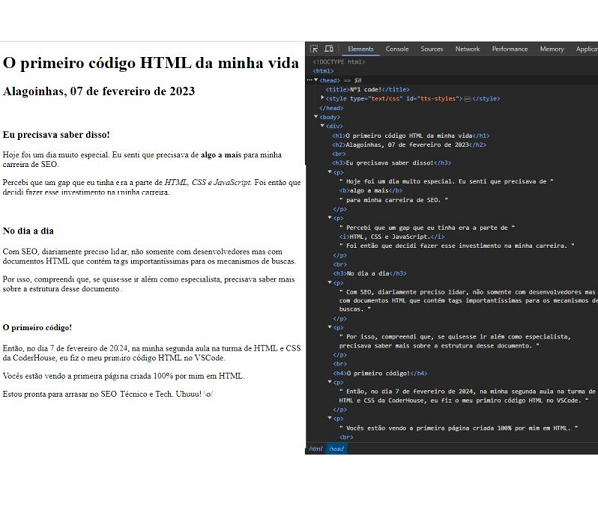 O primeiro código HTML da minha vida
Alagoinhas, 07 de fevereiro de 2023
Eu precisava saber disso!
Hoje foi um dia muito especial. Eu senti que precisava de algo a mais para minha
carreira de SEO.
Percebi que um gap que eu tinha era a parte de HTML, CSS e JavaScript. Foi então que
decidi fazer esse investimento na minha carreira.
No dia a dia
Com SEO, diariamente preciso lidar, não somente com desenvolvedores mas com
documentos HTML que contém tags importantíssimas para os mecanismos de buscas.
Por isso, compreendi que, se quisesse ir além como especialista, precisava saber mais
sobre a estrutura desse documento.
O primeiro código!
Então, no dia 7 de fevereiro de 2024, na minha segunda aula na turma de HTML e CSS
da CoderHouse, eu fiz o meu primiro código HTML no VSCode.
Vocês estão vendo a primeira página criada 100% por mim em HTML.
Estou pronta para arrasar no SEO Técnico e Tech. Uhuuu! \o/
Elements Console Sources Network Performance Memory Application
<!DOCTYPE html>
<html>
··· ▼<head> == $0
<title>Nº1 code!</title>
▶<style type="text/css" id="tts-styles">…</style>
</head>
▼<body>
▼<div>
<h1>O primeiro código HTML da minha vida</h1>
<h2>Alagoinhas, 07 de fevereiro de 2023</h2>
<br>
<h3>Eu precisava saber disso!</h3>
▼<p>
" Hoje foi um dia muito especial. Eu senti que precisava de "
<b>algo a mais</b>
" para minha carreira de SEO. "
</p>
▼<p>
" Percebi que um gap que eu tinha era a parte de "
<i>HTML, CSS e JavaScript.</i>
" Foi então que decidi fazer esse investimento na minha carreira. "
</p>
<br>
<h3>No dia a dia</h3>
▼<p>
" Com SEO, diariamente preciso lidar, não somente com desenvolvedores mas
com documentos HTML que contém tags importantíssimas para os mecanismos de
buscas. "
</p>
▼<p>
" Por isso, compreendi que, se quisesse ir além como especialista,
precisava saber mais sobre a estrutura desse documento. "
</p>
<br>
<h4>O primeiro código!</h4>
▼<p>
" Então, no dia 7 de fevereiro de 2024, na minha segunda aula na turma de
HTML e CSS da CoderHouse, eu fiz o meu primiro código HTML no VSCode. "
</p>
▼<p>
" Vocês estão vendo a primeira página criada 100% por mim em HTML. "
<br>
html head